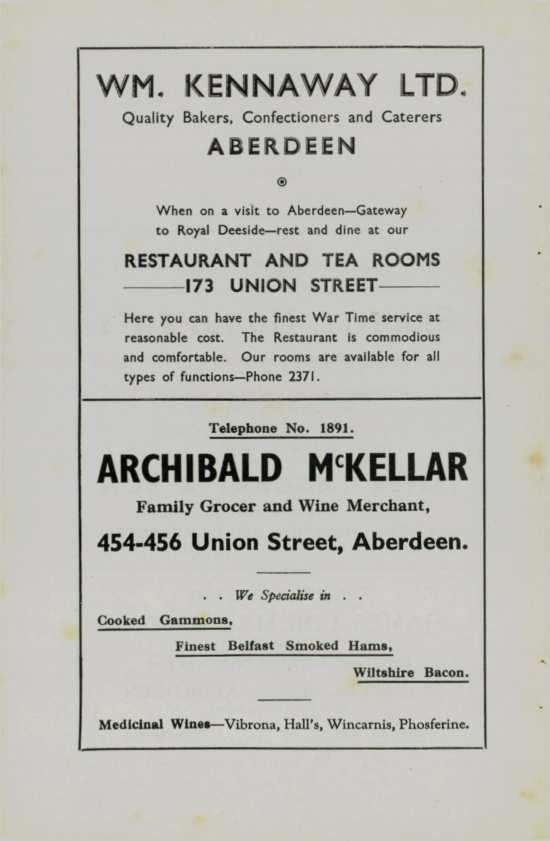 WM. KENNAWAY LTD.
Quality Bakers, Confectioners and Caterers
ABERDEEN
When on a visit to Aberdeen—Gateway
to Royal Deeside—rest and dine at our
RESTAURANT AND TEA ROOMS
173 UNION STREET
Here you can have the finest War Time service at
reasonable cost. The Restaurant is commodious
and comfortable. Our rooms are available for all
types of functions—Phone 2371.
Telephone No. 1891.
ARCHIBALD McKELLAR
Family Grocer and Wine Merchant,
454-456 Union Street, Aberdeen.
. . We Specialise in . .
Cooked Gammons,
Finest Belfast Smoked Hams,
Wiltshire Bacon.
Medicinal Wines—Vibrona, Hall's, Wincarnis, Phosferine.